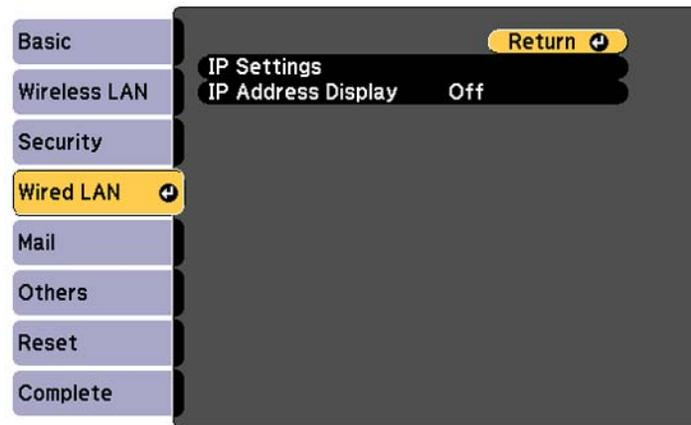 Basic
Wireless LAN
Security
Wired LAN
Mail
Others
Reset
Complete
Return
IP Settings
IP Address Display Off